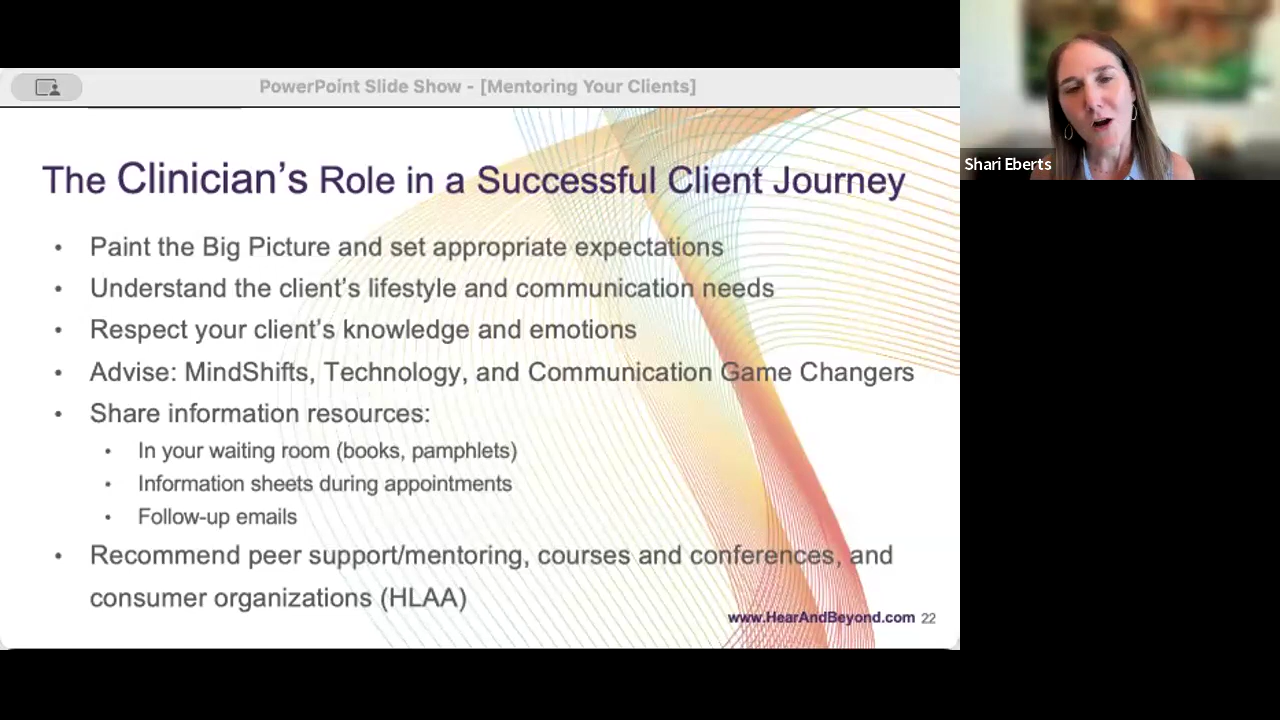 PowerPoint Slide Show - [Mentoring Your Clients]
The Clinician's Role in a Successful Client Journey
• Paint the Big Picture and set appropriate expectations
• Understand the client's lifestyle and communication needs
• Respect your client's knowledge and emotions
• Advise: MindShifts, Technology, and Communication Game Changers
• Share information resources:
• In your waiting room (books, pamphlets)
• Information sheets during appointments
• Follow-up emails
• Recommend peer support/mentoring, courses and conferences, and
consumer organizations (HLAA)
www.HearAndBeyond.com 22
Shari Eberts